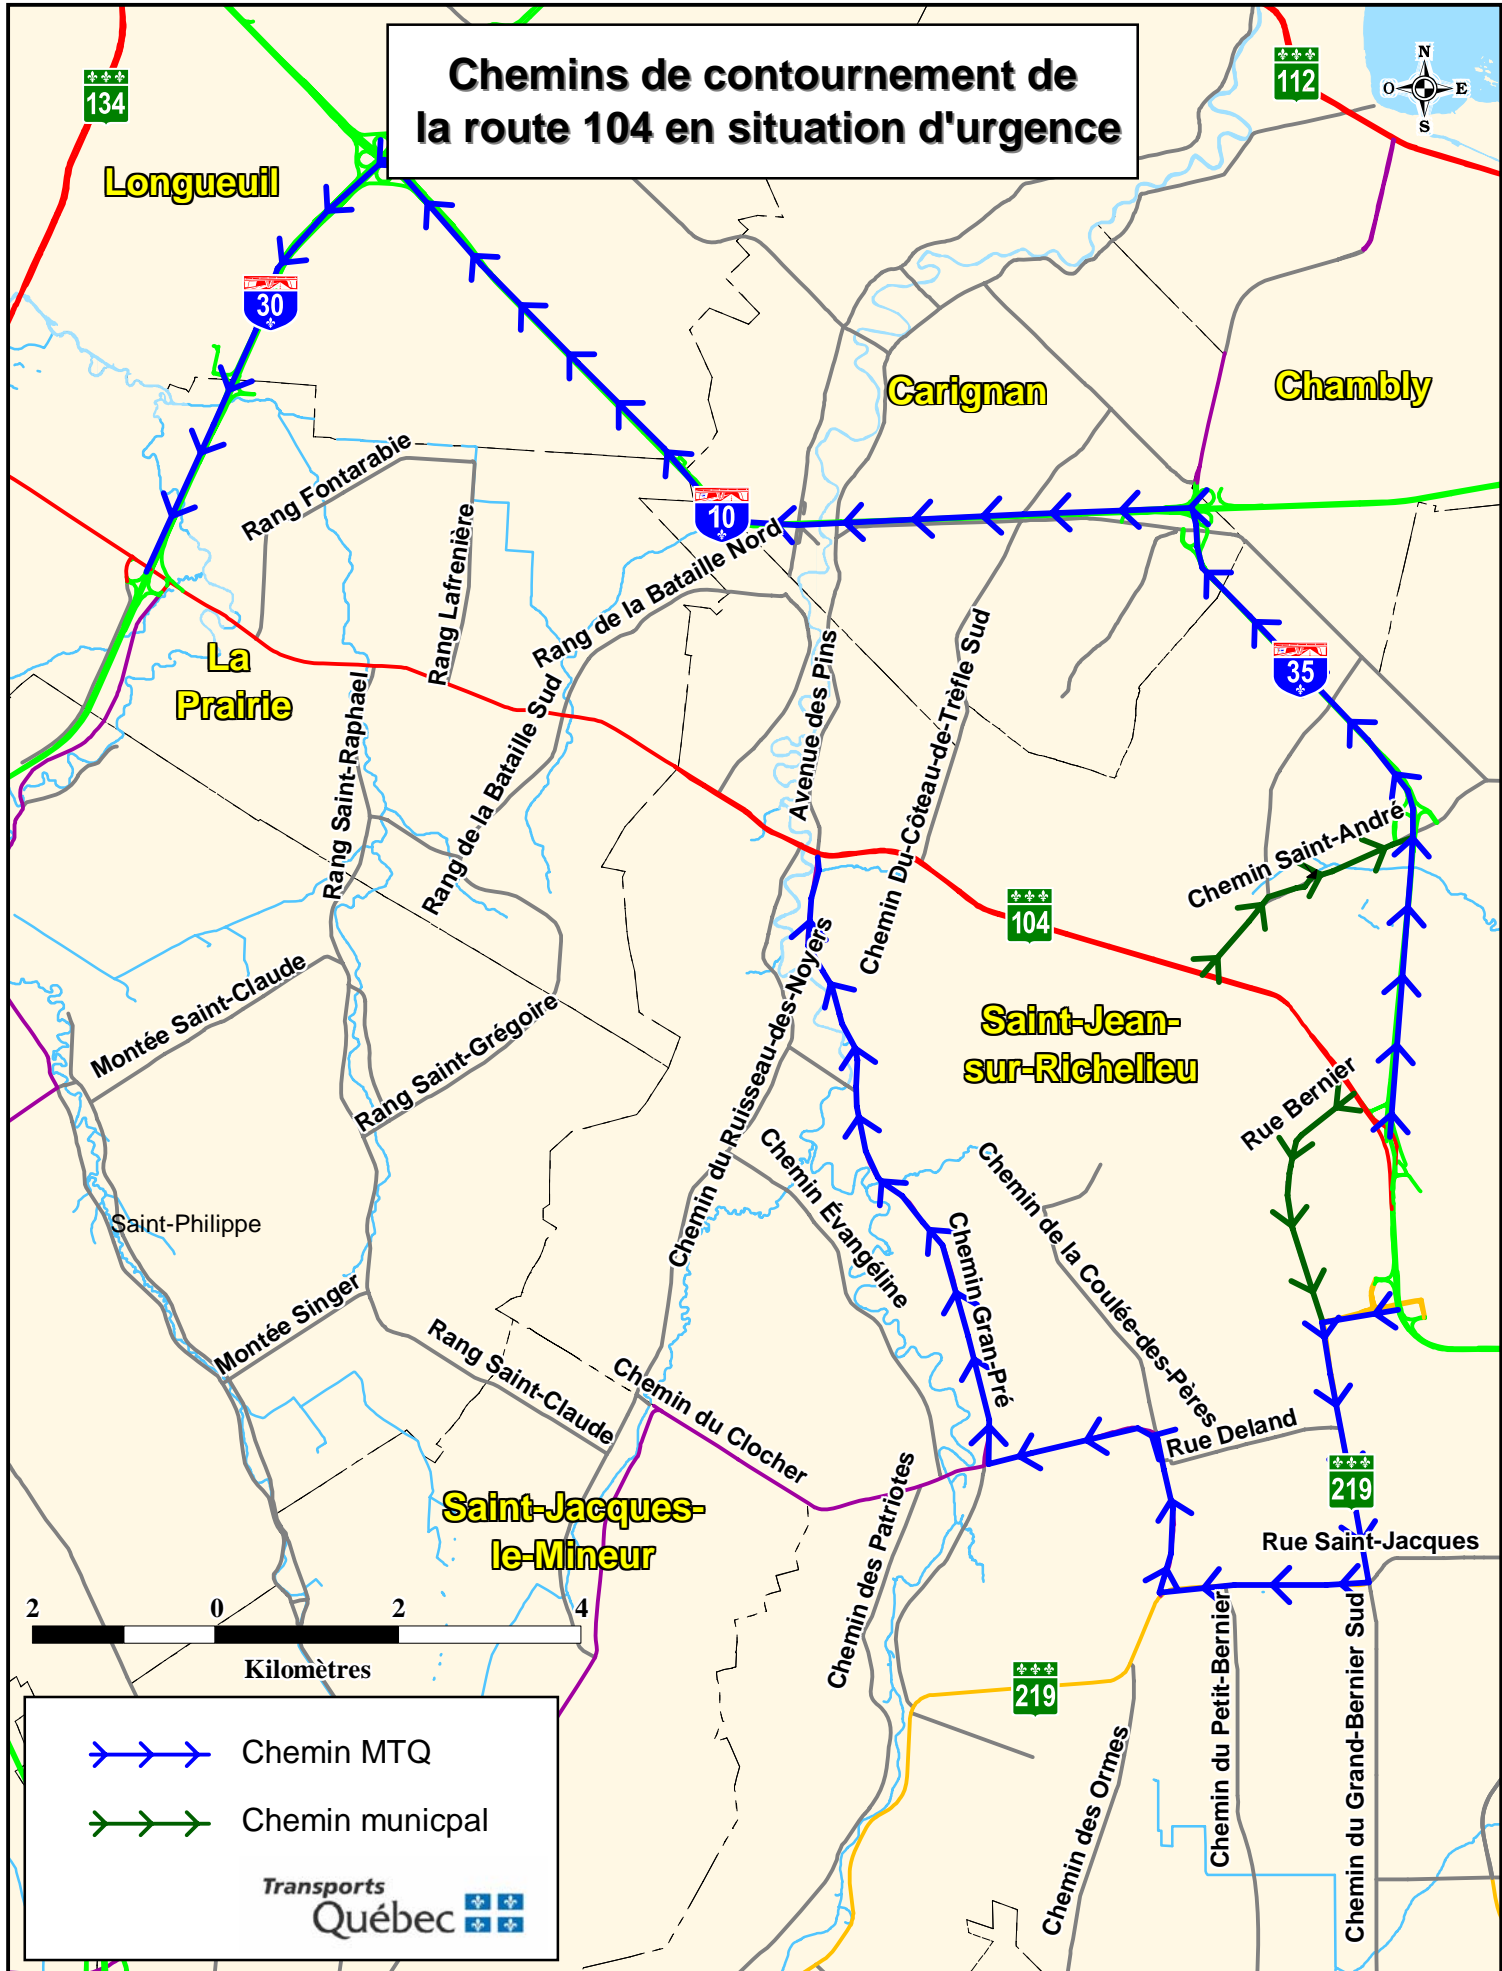 Chemins de contournement de
la route 104 en situation d'urgence
134
112
N
O
E
S
Longueuil
30
Carignan
Chambly
Rang Fontarabie
10
Rang Lafrenière
Rang de la Bataille Nord
La
Prairie
35
Rang Saint-Raphael
Rang de la Bataille Sud
Avenue des Pins
Chemin Du-Côteau-de-Trèfle Sud
Chemin Saint-André
104
Montée Saint-Claude
Rang Saint-Grégoire
Chemin du Ruisseau-des-Noyers
Saint-Jean-
sur-Richelieu
Rue Bernier
Saint-Philippe
Chemin Évangéline
Chemin Gran-Pré
Chemin de la Coulée-des-Pères
Montée Singer
Rang Saint-Claude
Chemin du Clocher
Rue Deland
219
Saint-Jacques-
le-Mineur
Chemin des Patriotes
Rue Saint-Jacques
2
0
2
4
Kilomètres
219
Chemin des Ormes
Chemin du Petit-Bernier
Chemin du Grand-Bernier Sud
Chemin MTQ
Chemin municpal
Transports
Québec